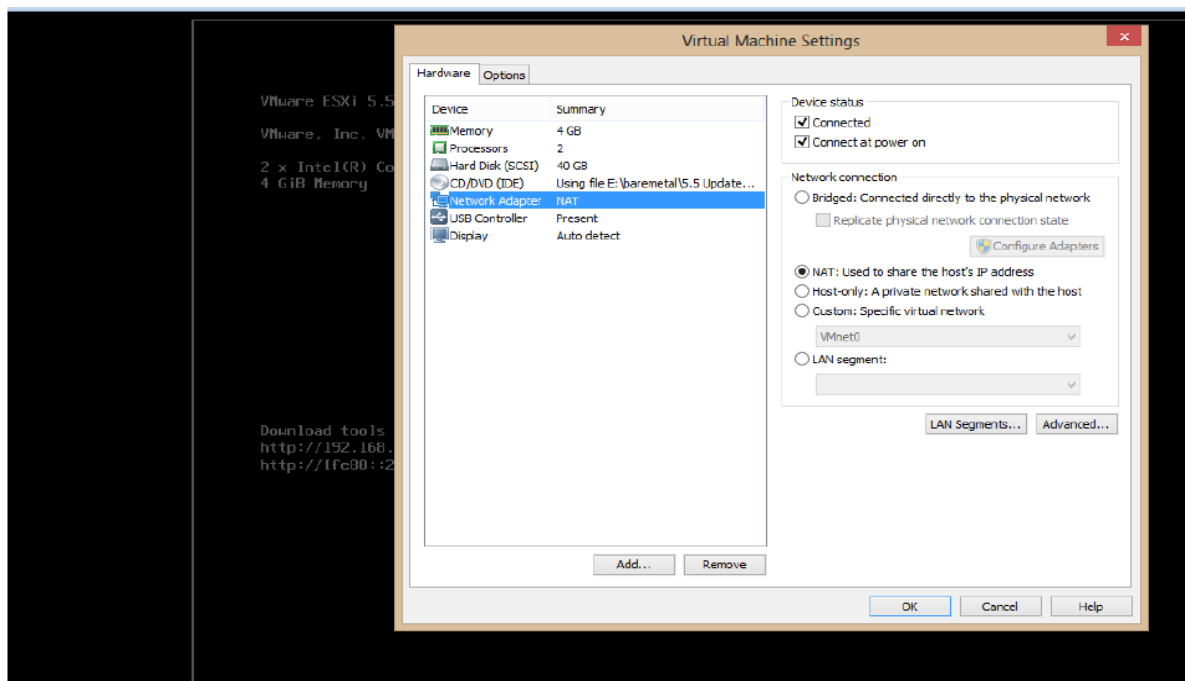 Virtual Machine Settings
Hardware Options
VMware ESXi 5.5
VMware, Inc. VM
2 x Intel(R) Co
4 GiB Memory
Download tools
http://192.168.
http://[fe80::2
Device Summary
Memory 4 GB
Processors 2
Hard Disk (SCSI) 40 GB
CD/DVD (IDE) Using file E:\baremetal\5.5 Update...
Network Adapter NAT
USB Controller Present
Display Auto detect
Add... Remove
Device status
Connected
Connect at power on
Network connection
Bridged: Connected directly to the physical network
Replicate physical network connection state
Configure Adapters
NAT: Used to share the host's IP address
Host-only: A private network shared with the host
Custom: Specific virtual network
VMnet0
LAN segment:
LAN Segments... Advanced...
OK Cancel Help